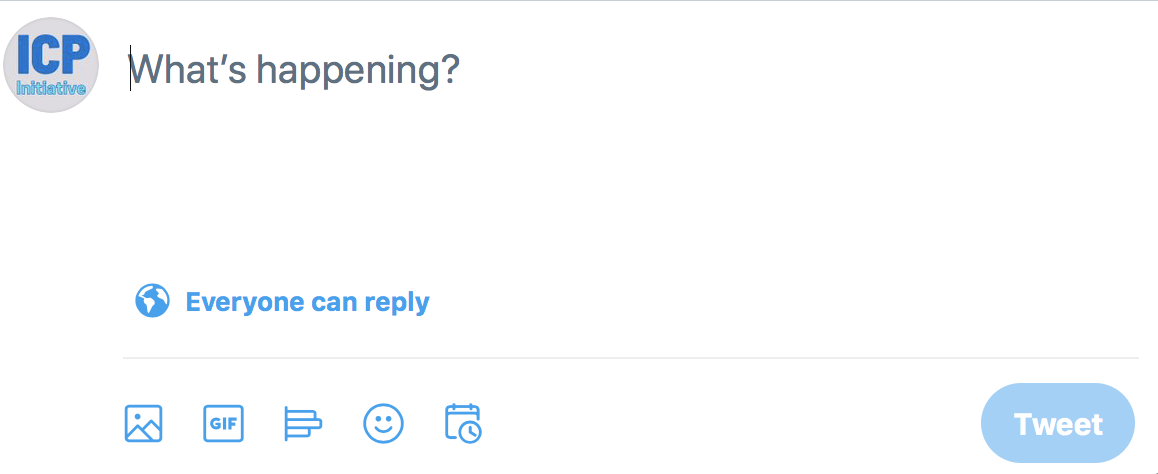 ICP
Initiative
What’s happening?
Everyone can reply
GIF
Tweet